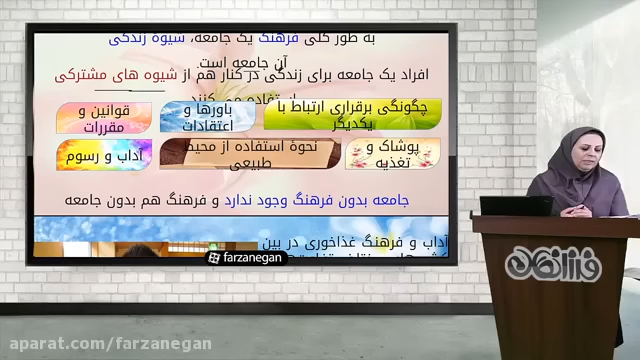 به طور کلی فرهنگ یک جامعه، شیوه زندگی
آن جامعه است.
افراد یک جامعه برای زندگی در کنار هم از شیوه های مشترکی
چگونگی برقراری ارتباط با یکدیگر
باورها و اعتقادات
قوانین و مقررات
پوشاک و تغذیه
نحوۀ استفاده از محیط طبیعی
آداب و رسوم
جامعه بدون فرهنگ وجود ندارد و فرهنگ هم بدون جامعه
آداب و فرهنگ غذاخوری در بین
farzanegan
فرزانگان
aparat.com/farzanegan